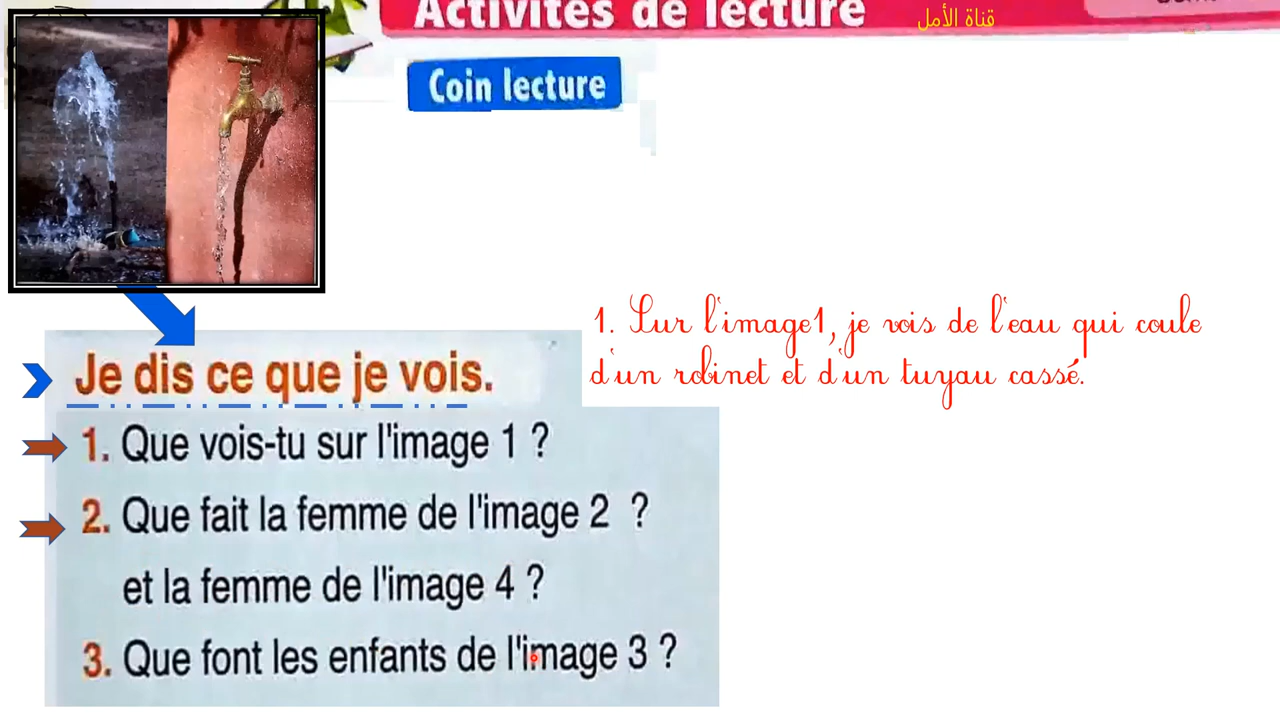 Activités de lecture
قناة الأمل
Coin lecture
1. Sur l'image1, je vois de l'eau qui coule
d'un robinet et d'un tuyau cassé.
Je dis ce que je vois.
1. Que vois-tu sur l'image 1 ?
2. Que fait la femme de l'image 2 ?
et la femme de l'image 4 ?
3. Que font les enfants de l'image 3 ?